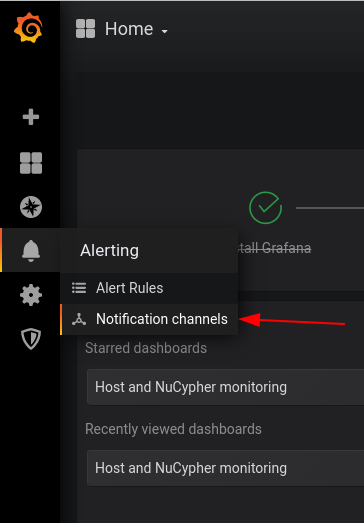 Home
tall Grafana
Alerting
Alert Rules
Notification channels
Starred dashboards
Host and NuCypher monitoring
Recently viewed dashboards
Host and NuCypher monitoring